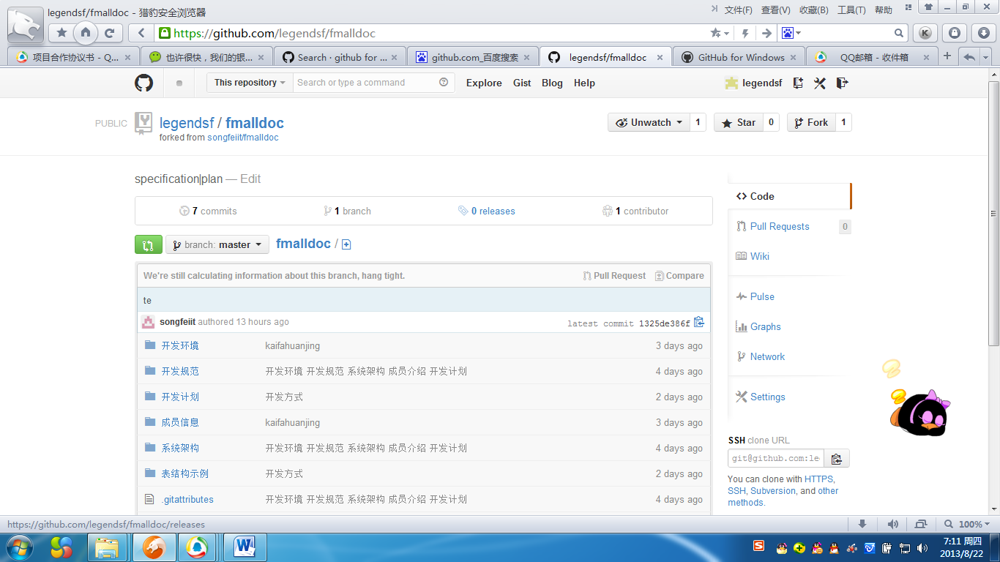 legendsf/fmalldoc - 猎豹安全浏览器
文件(F) 查看(V) 收藏(B) 工具(T) 帮助
https://github.com/legendsf/fmalldoc
项目合作协议书 - Q...
也许很快，我们的银...
Search · github for ...
github.com_百度搜索
legendsf/fmalldoc
GitHub for Windows
QQ邮箱 - 收件箱
This repository Search or type a command Explore Gist Blog Help legendsf
PUBLIC legendsf / fmalldoc
forked from songfeiit/fmalldoc
Unwatch 1 Star 0 Fork 1
specification|plan — Edit
7 commits 1 branch 0 releases 1 contributor
branch: master fmalldoc /
We're still calculating information about this branch, hang tight. Pull Request Compare
te
songfeiit authored 13 hours ago latest commit 1325de386f
开发环境 kaifahuanjing 3 days ago
开发规范 开发环境 开发规范 系统架构 成员介绍 开发计划 4 days ago
开发计划 开发方式 2 days ago
成员信息 kaifahuanjing 3 days ago
系统架构 开发环境 开发规范 系统架构 成员介绍 开发计划 4 days ago
表结构示例 开发方式 2 days ago
.gitattributes 开发环境 开发规范 系统架构 成员介绍 开发计划 4 days ago
Code
Pull Requests 0
Wiki
Pulse
Graphs
Network
Settings
SSH clone URL
git@github.com:le
You can clone with HTTPS,
SSH, Subversion, and other
methods.
https://github.com/legendsf/fmalldoc/releases
100%
7:11 周四
2013/8/22